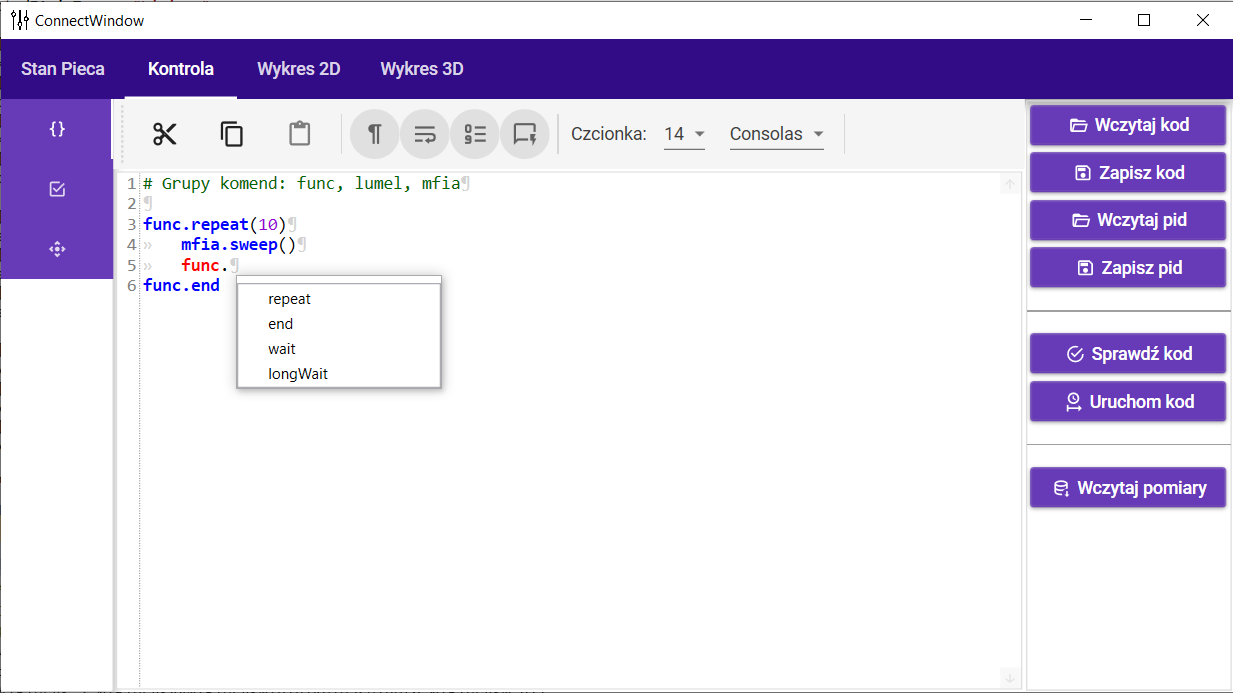 ConnectWindow
Stan Pieca Kontrola Wykres 2D Wykres 3D
Czcionka: 14 Consolas
1 # Grupy komend: func, lumel, mfia¶
2 ¶
3 func.repeat(10)¶
4 » mfia.sweep()¶
5 » func.¶
6 func.end
repeat
end
wait
longWait
Wczytaj kod
Zapisz kod
Wczytaj pid
Zapisz pid
Sprawdź kod
Uruchom kod
Wczytaj pomiary